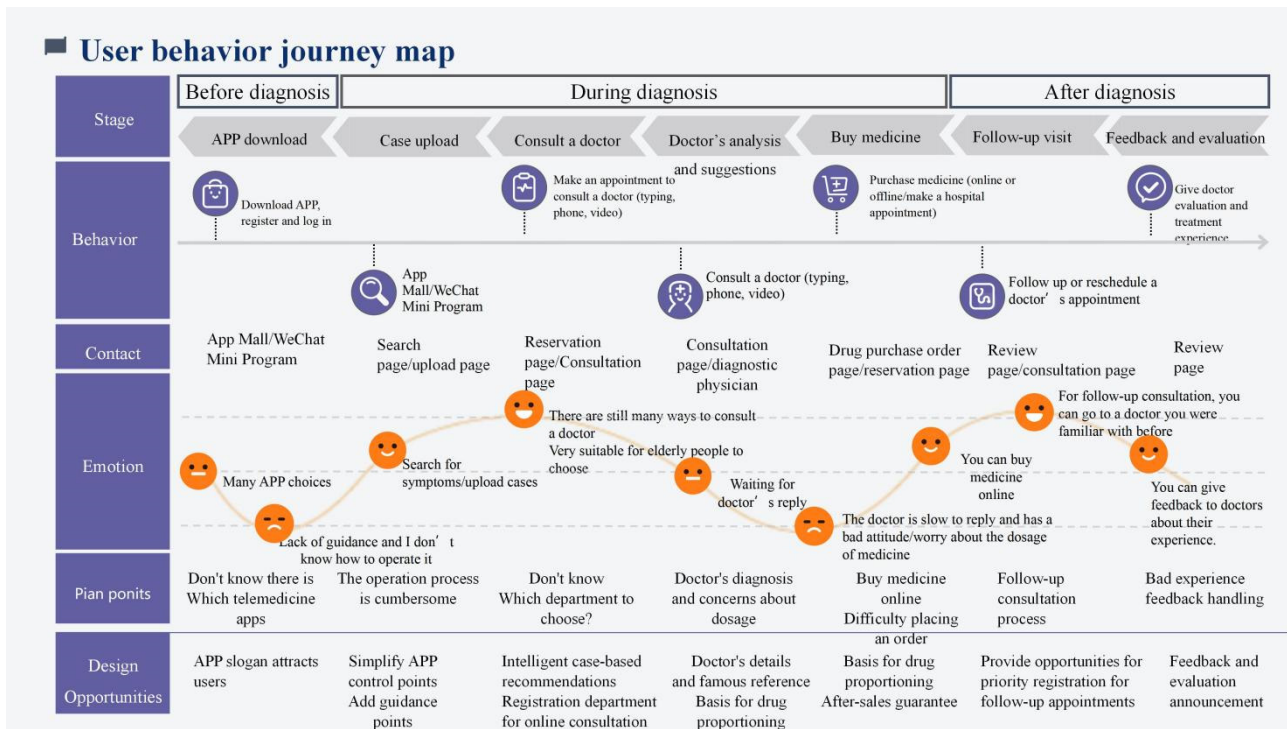 User behavior journey map
Stage
Before diagnosis
During diagnosis
After diagnosis
APP download
Case upload
Consult a doctor
Doctor's analysis
and suggestions
Buy medicine
Follow-up visit
Feedback and evaluation
Behavior
Download APP,
register and log in
App
Mall/WeChat
Mini Program
Make an appointment to
consult a doctor (typing,
phone, video)
Consult a doctor (typing,
phone, video)
Purchase medicine (online or
offline/make a hospital
appointment)
Follow up or reschedule a
doctor's appointment
Give doctor
evaluation and
treatment
experience
Contact
App Mall/WeChat
Mini Program
Search
page/upload page
Reservation
page/Consultation
page
Consultation
page/diagnostic
physician
Drug purchase order
page/reservation page
Review
page/consultation page
Review
page
Emotion
Many APP choices
Lack of guidance and I don't
know how to operate it
Search for
symptoms/upload cases
There are still many ways to consult
a doctor
Very suitable for elderly people to
choose
Waiting for
doctor's reply
The doctor is slow to reply and has a
bad attitude/worry about the dosage
of medicine
You can buy
medicine
online
For follow-up consultation, you
can go to a doctor you were
familiar with before
You can give
feedback to doctors
about their
experience.
Pian ponits
Don't know there is
Which telemedicine
apps
The operation process
is cumbersome
Don't know
Which department to
choose?
Doctor's diagnosis
and concerns about
dosage
Buy medicine
online
Difficulty placing
an order
Follow-up
consultation
process
Bad experience
feedback handling
Design
Opportunities
APP slogan attracts
users
Simplify APP
control points
Add guidance
points
Intelligent case-based
recommendations
Registration department
for online consultation
Doctor's details
and famous reference
Basis for drug
proportioning
Basis for drug
proportioning
After-sales guarantee
Provide opportunities for
priority registration for
follow-up appointments
Feedback and
evaluation
announcement